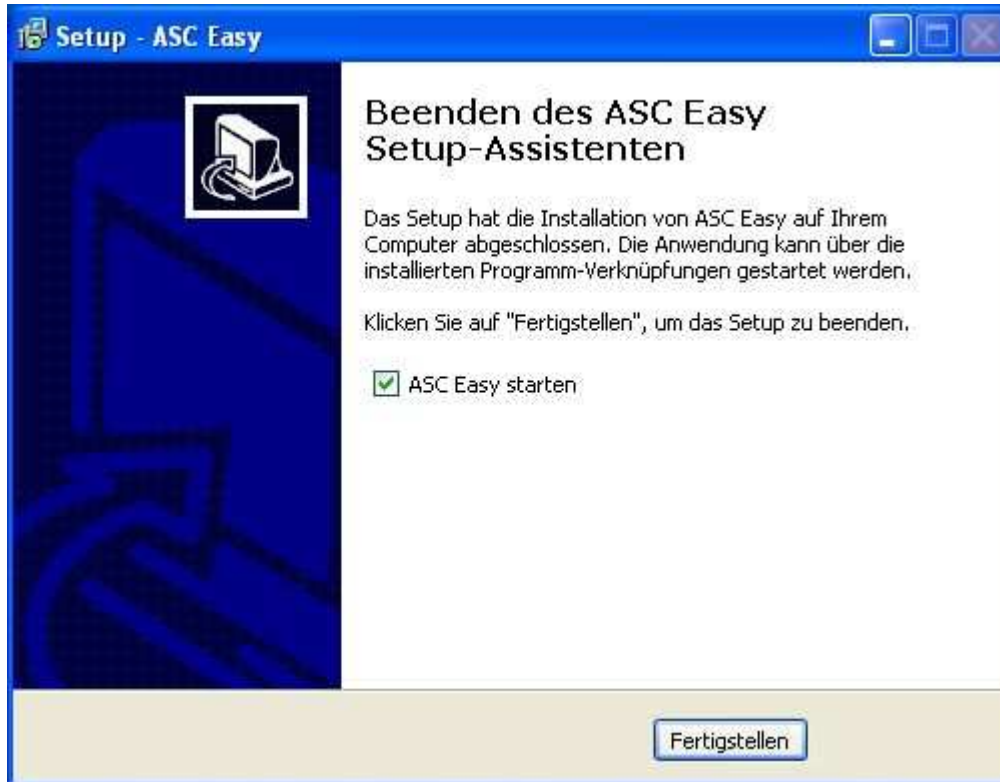 Setup - ASC Easy
Beenden des ASC Easy
Setup-Assistenten
Das Setup hat die Installation von ASC Easy auf Ihrem
Computer abgeschlossen. Die Anwendung kann über die
installierten Programm-Verknüpfungen gestartet werden.
Klicken Sie auf "Fertigstellen", um das Setup zu beenden.
ASC Easy starten
Fertigstellen